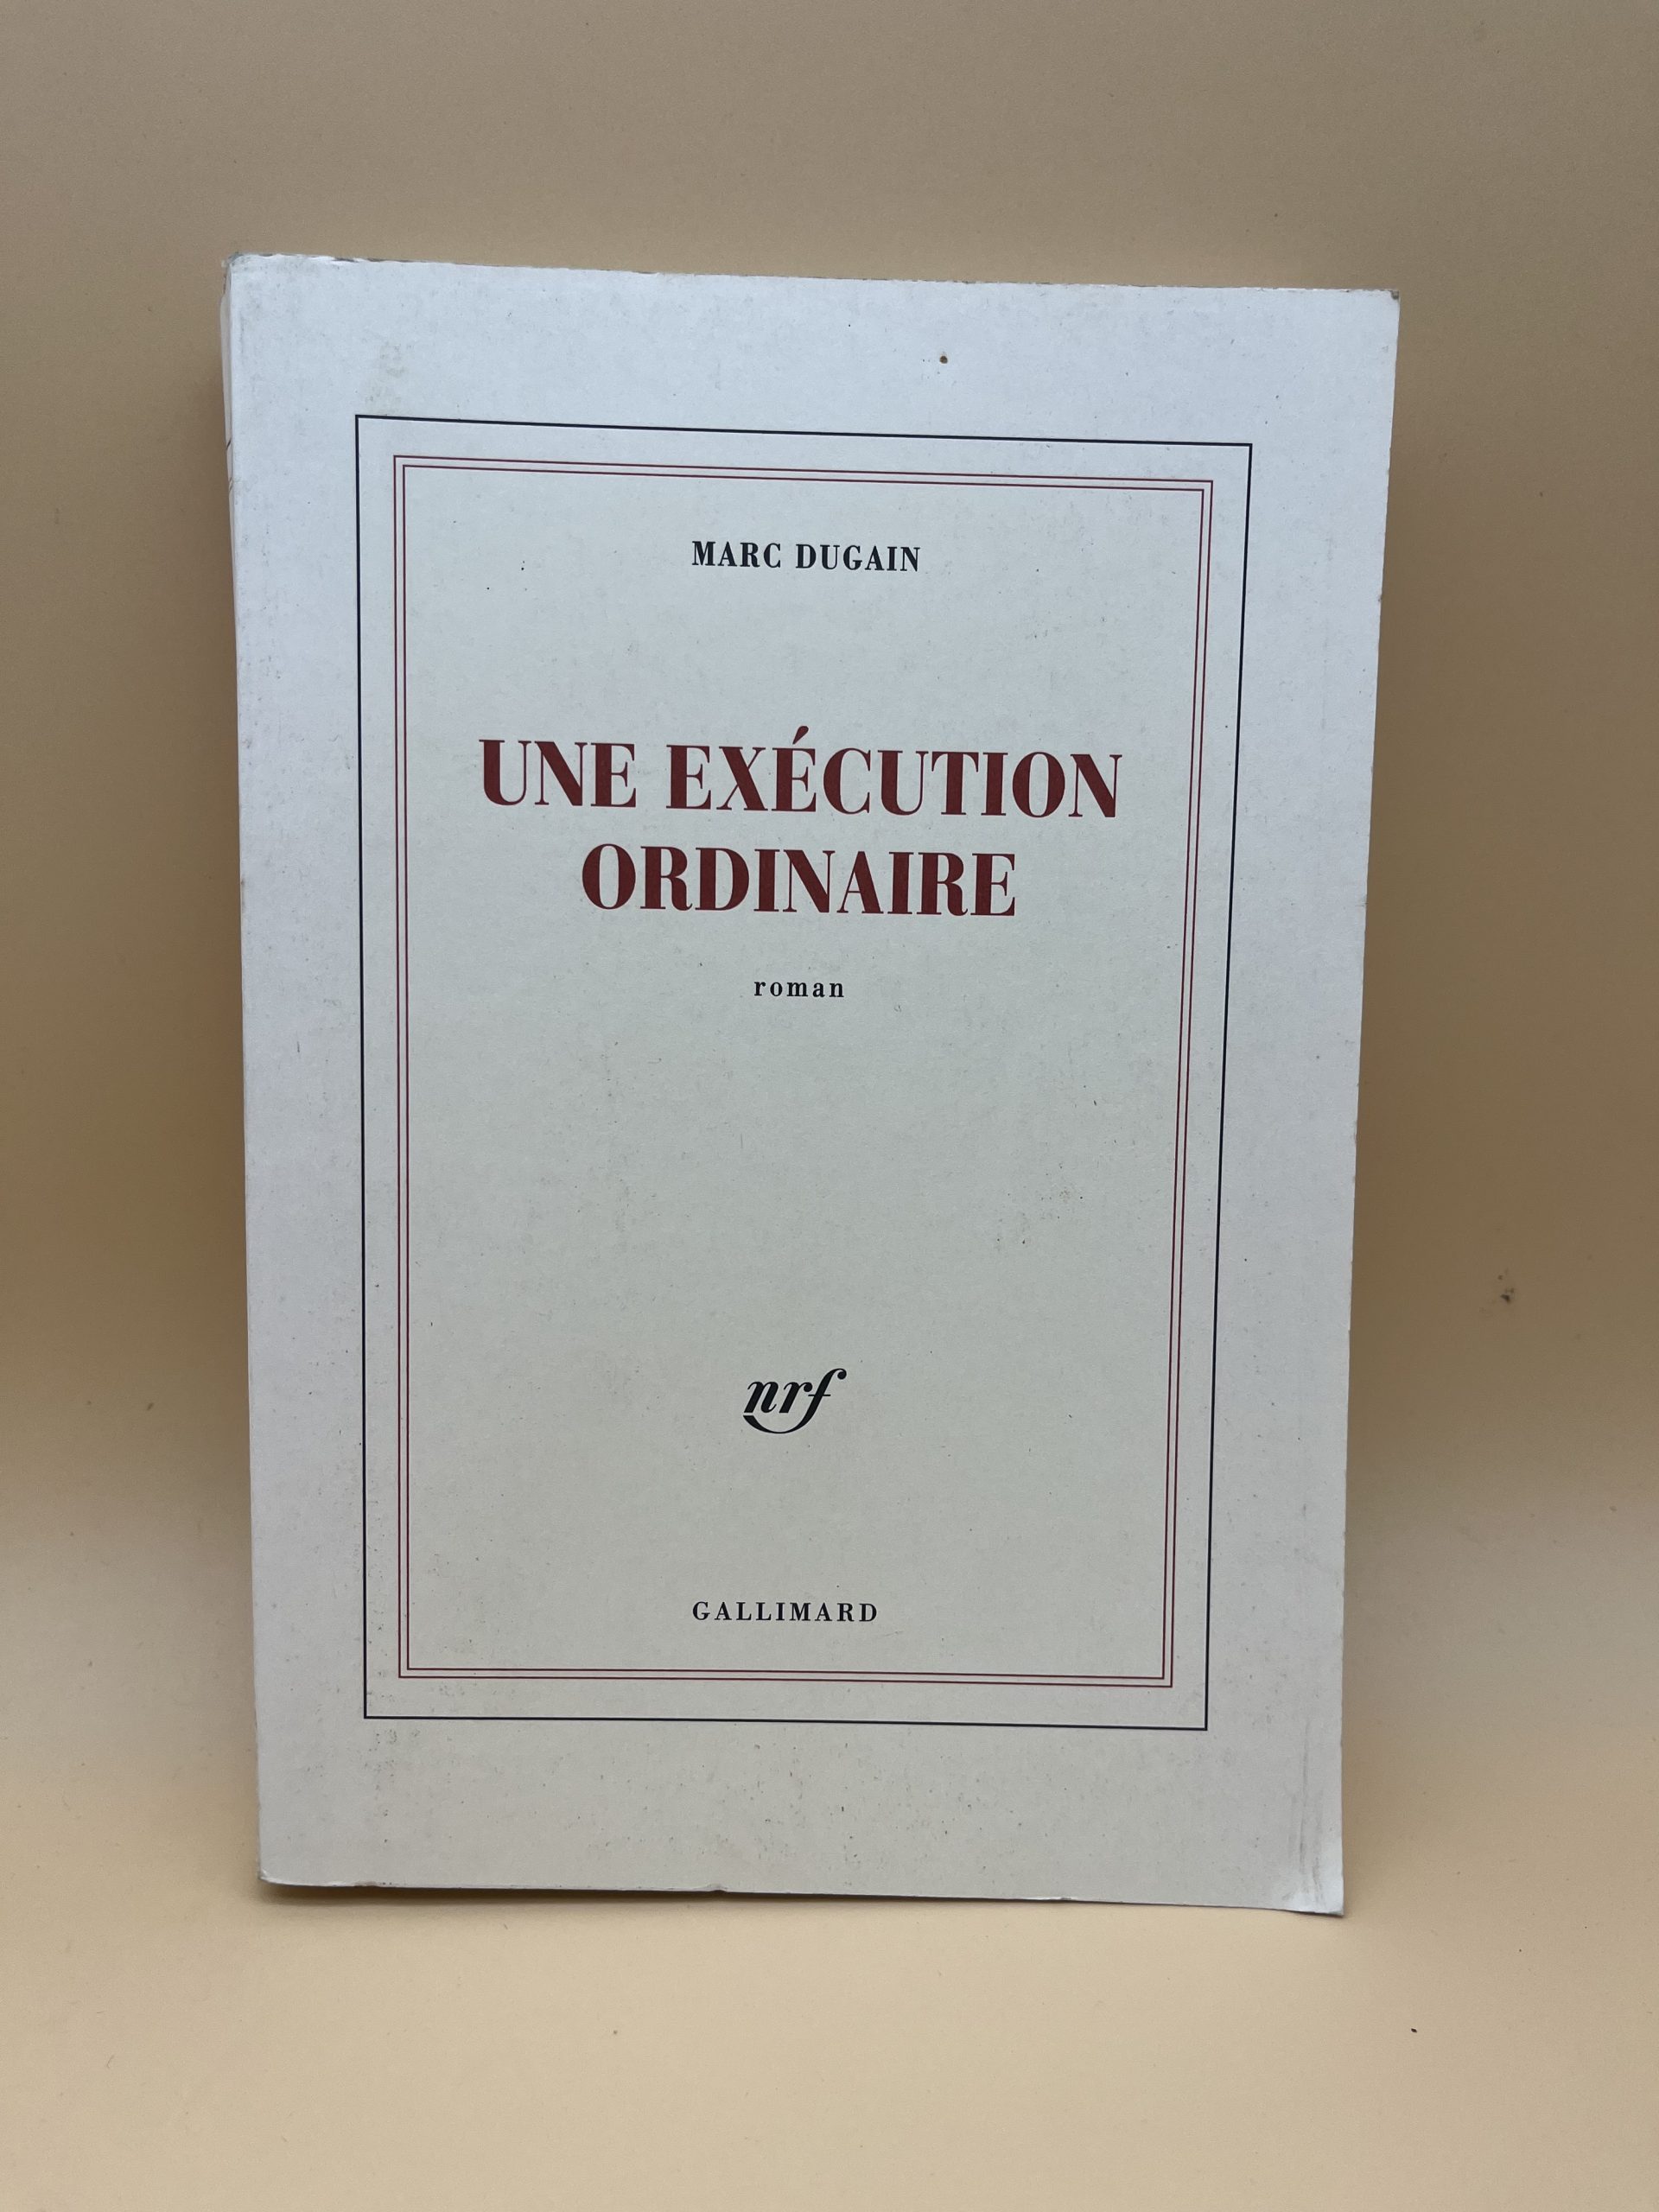 MARC DUGAIN
UNE EXÉCUTION
ORDINAIRE
roman
nrf
GALLIMARD